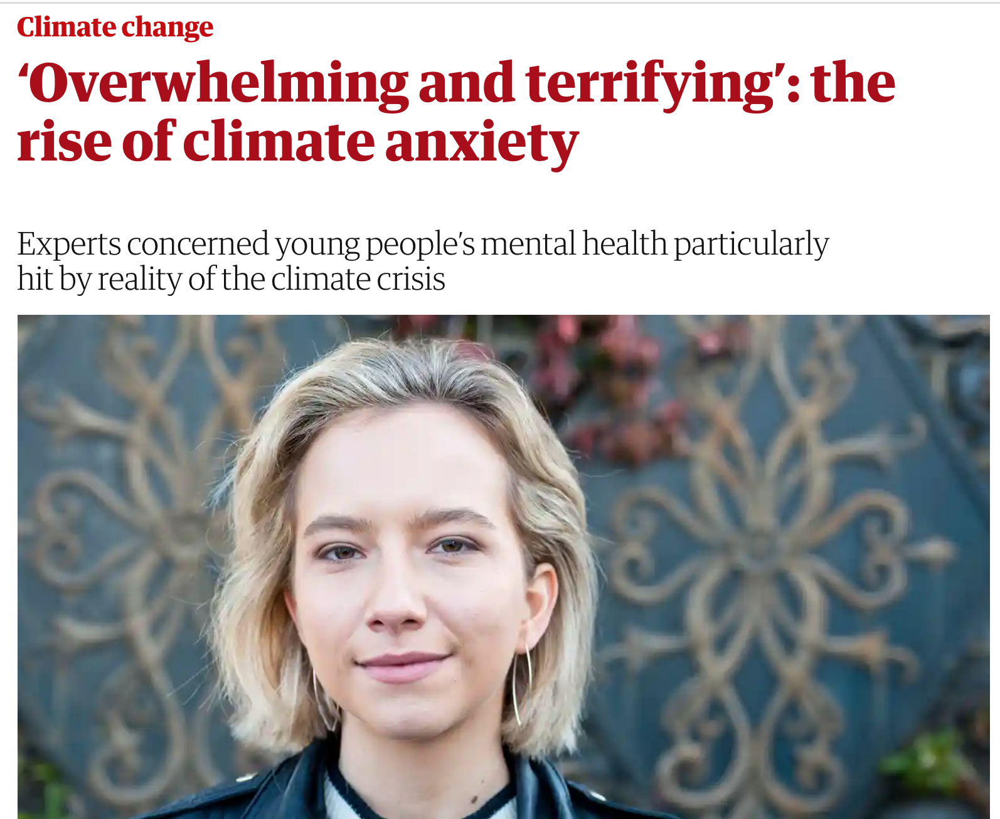 Climate change
‘Overwhelming and terrifying’: the
rise of climate anxiety
Experts concerned young people’s mental health particularly
hit by reality of the climate crisis